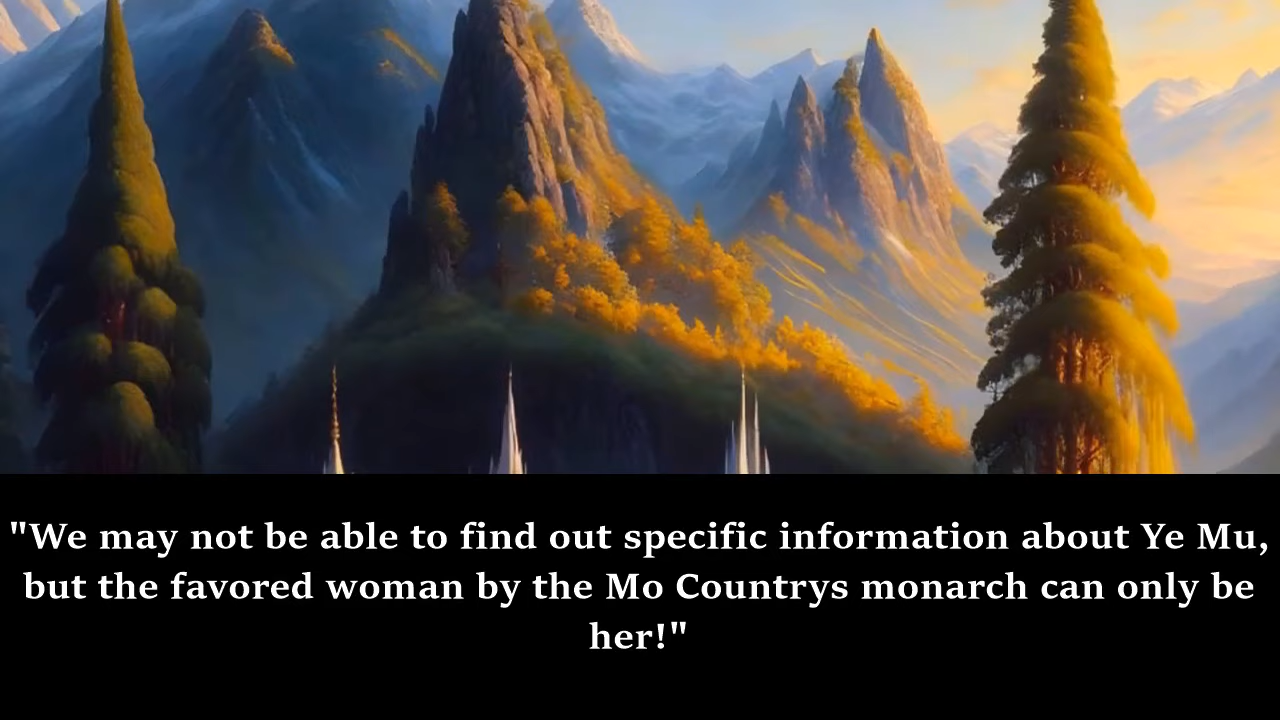 "We may not be able to find out specific information about Ye Mu,
but the favored woman by the Mo Countrys monarch can only be
her!"